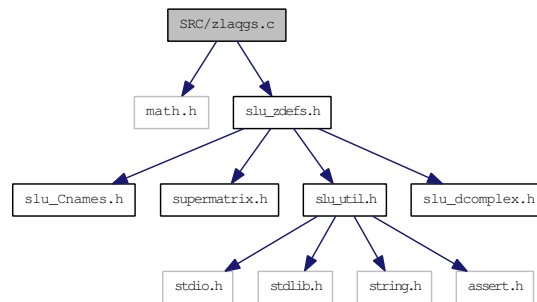 SRC/zlaqgs.c
math.h
slu_zdefs.h
slu_Cnames.h
supermatrix.h
slu_util.h
slu_dcomplex.h
stdio.h
stdlib.h
string.h
assert.h